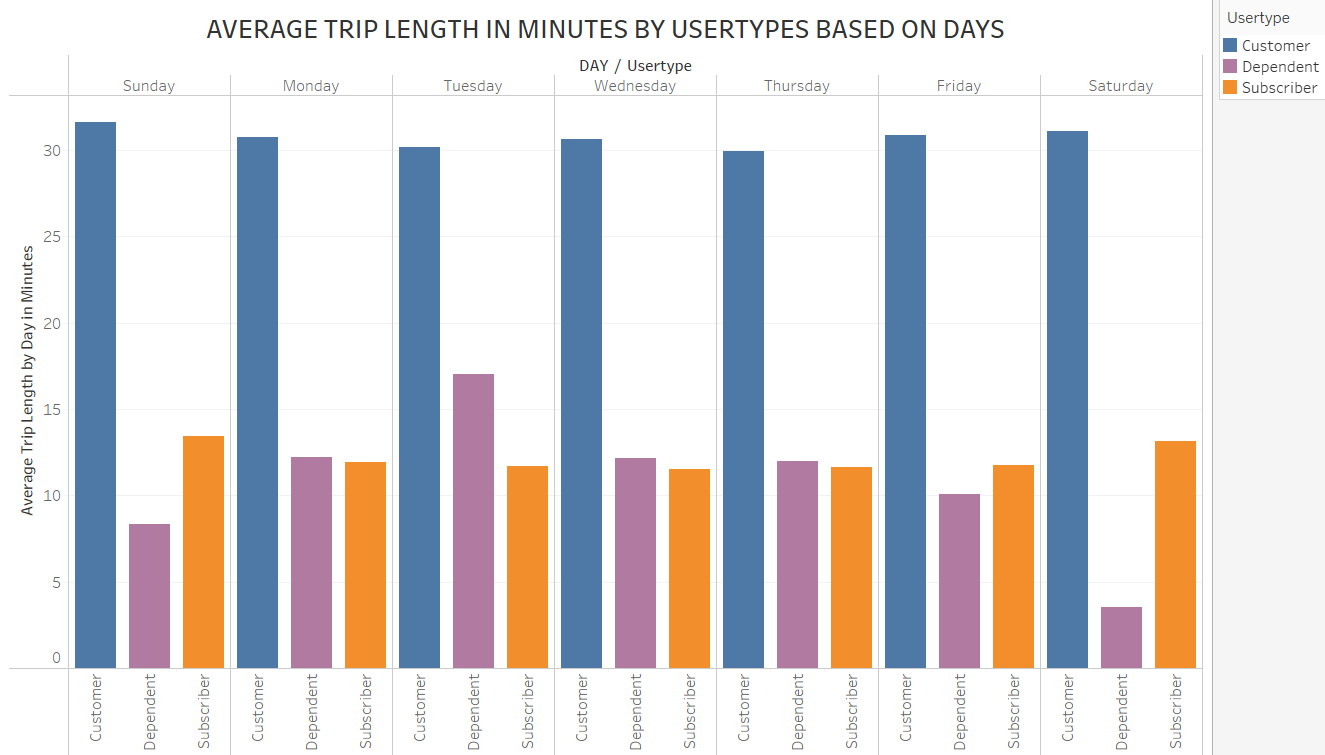 AVERAGE TRIP LENGTH IN MINUTES BY USERTYPES BASED ON DAYS
DAY / Usertype
Sunday Monday Tuesday Wednesday Thursday Friday Saturday
Average Trip Length by Day in Minutes
30
25
20
15
10
5
0
Customer Dependent Subscriber Customer Dependent Subscriber Customer Dependent Subscriber Customer Dependent Subscriber Customer Dependent Subscriber Customer Dependent Subscriber Customer Dependent Subscriber
Usertype
Customer
Dependent
Subscriber